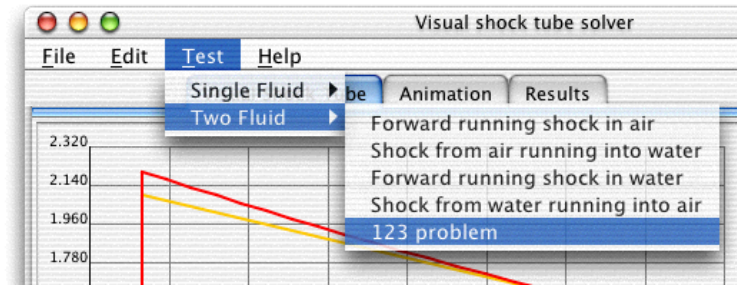 Visual shock tube solver
File Edit Test Help
Single Fluid
be Animation Results
Two Fluid
Forward running shock in air
Shock from air running into water
Forward running shock in water
Shock from water running into air
123 problem
2.320
2.140
1.960
1.780